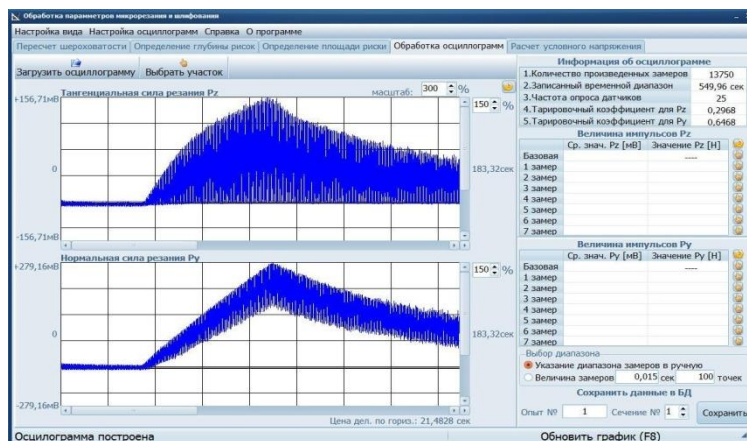 Обработка параметров микрорезания и шлифования
Настройка вида Настройка осциллограмм Справка О программе
Пересчет шероховатости Определение глубины рисок Определение площади риски Обработка осциллограмм Расчет условного напряжения
Загрузить осциллограмму Выбрать участок
Тангенциальная сила резания Pz
масштаб: 300 %
+156,71мВ
150 %
0
183,32сек
-156,71мВ
Нормальная сила резания Py
+279,16мВ
150 %
0
183,32сек
-279,16мВ
Цена дел. по гориз.: 21,4828 сек
Информация об осциллограмме
1.Количество произведенных замеров 13750
2.Записанный временной диапазон 549,96 сек
3.Частота опроса датчиков 25
4.Тарировочный коэффициент для Pz 0,2968
5.Тарировочный коэффициент для Py 0,6468
Величина импульсов Pz
Ср. знач. Pz [мВ] Значение Pz [Н]
Базовая ----
1 замер
2 замер
3 замер
4 замер
5 замер
6 замер
7 замер
Величина импульсов Py
Ср. знач. Py [мВ] Значение Py [Н]
Базовая ----
1 замер
2 замер
3 замер
4 замер
5 замер
6 замер
7 замер
Выбор диапазона
Указание диапазона замеров в ручную
Величина замеров 0,015 сек 100 точек
Сохранить данные в БД
Опыт № 1 Сечение № 1 Сохранить
Осцилограмма построена
Обновить график (F8)